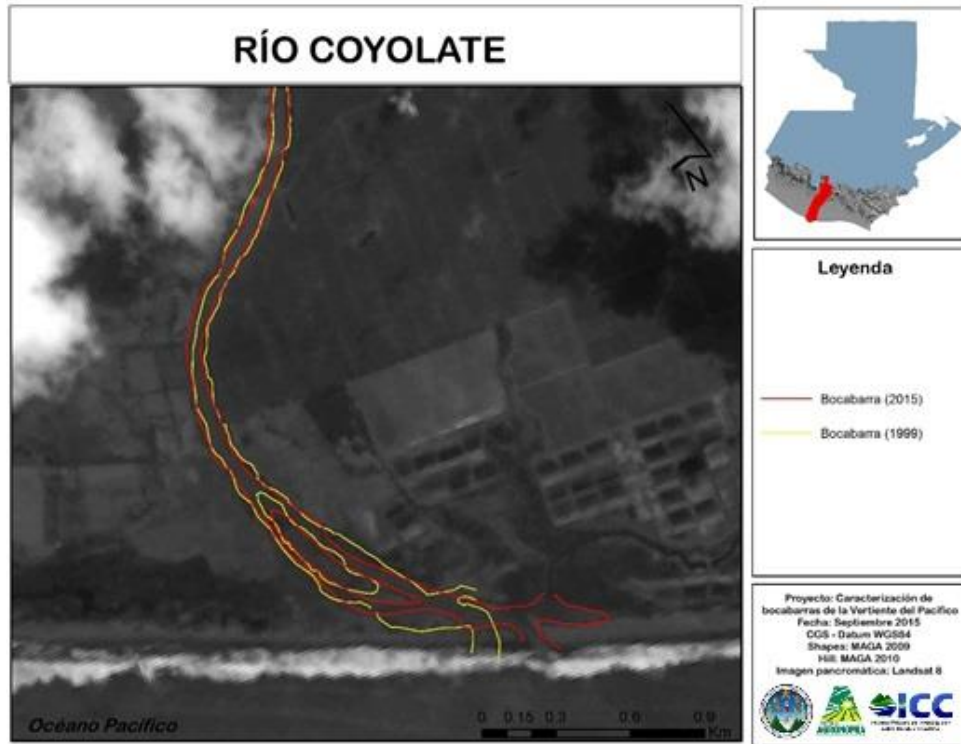 RÍO COYOLATE
N
Océano Pacífico
0 0.15 0.3 0.6 0.9
Km
Leyenda
Bocabarra (2015)
Bocabarra (1999)
Proyecto: Caracterización de
bocabarras de la Vertiente del Pacífico
Fecha: Septiembre 2015
CGS - Datum WGS84
Shapes: MAGA 2009
Hill: MAGA 2010
Imagen pancromática: Landsat 8
AGRONOMIA
ICC